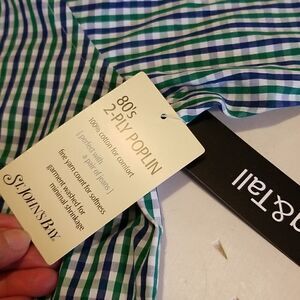 80's
2-PLY POPLIN
100% cotton for comfort
[ perfect with
a pair of jeans ]
fine yarn count for softness
garment washed for
minimal shrinkage.
ST. JOHN'S BAY
& Tall